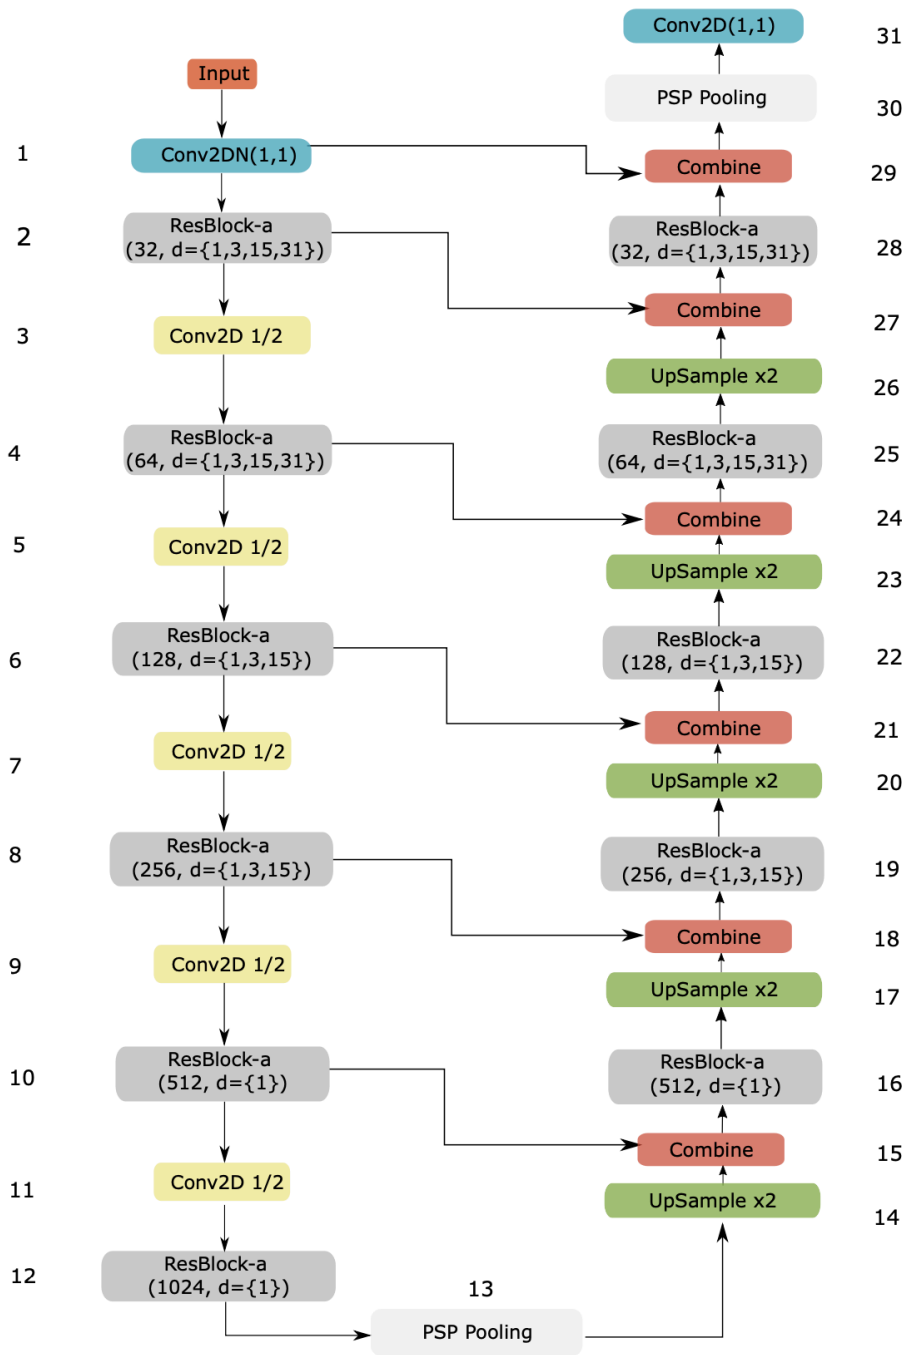 Input
1
Conv2DN(1,1)
2
ResBlock-a
(32, d={1,3,15,31})
3
Conv2D 1/2
4
ResBlock-a
(64, d={1,3,15,31})
5
Conv2D 1/2
6
ResBlock-a
(128, d={1,3,15})
7
Conv2D 1/2
8
ResBlock-a
(256, d={1,3,15})
9
Conv2D 1/2
10
ResBlock-a
(512, d={1})
11
Conv2D 1/2
12
ResBlock-a
(1024, d={1})
13
PSP Pooling
Conv2D(1,1)
31
PSP Pooling
30
Combine
29
ResBlock-a
(32, d={1,3,15,31})
28
Combine
27
UpSample x2
26
ResBlock-a
(64, d={1,3,15,31})
25
Combine
24
UpSample x2
23
ResBlock-a
(128, d={1,3,15})
22
Combine
21
UpSample x2
20
ResBlock-a
(256, d={1,3,15})
19
Combine
18
UpSample x2
17
ResBlock-a
(512, d={1})
16
Combine
15
UpSample x2
14